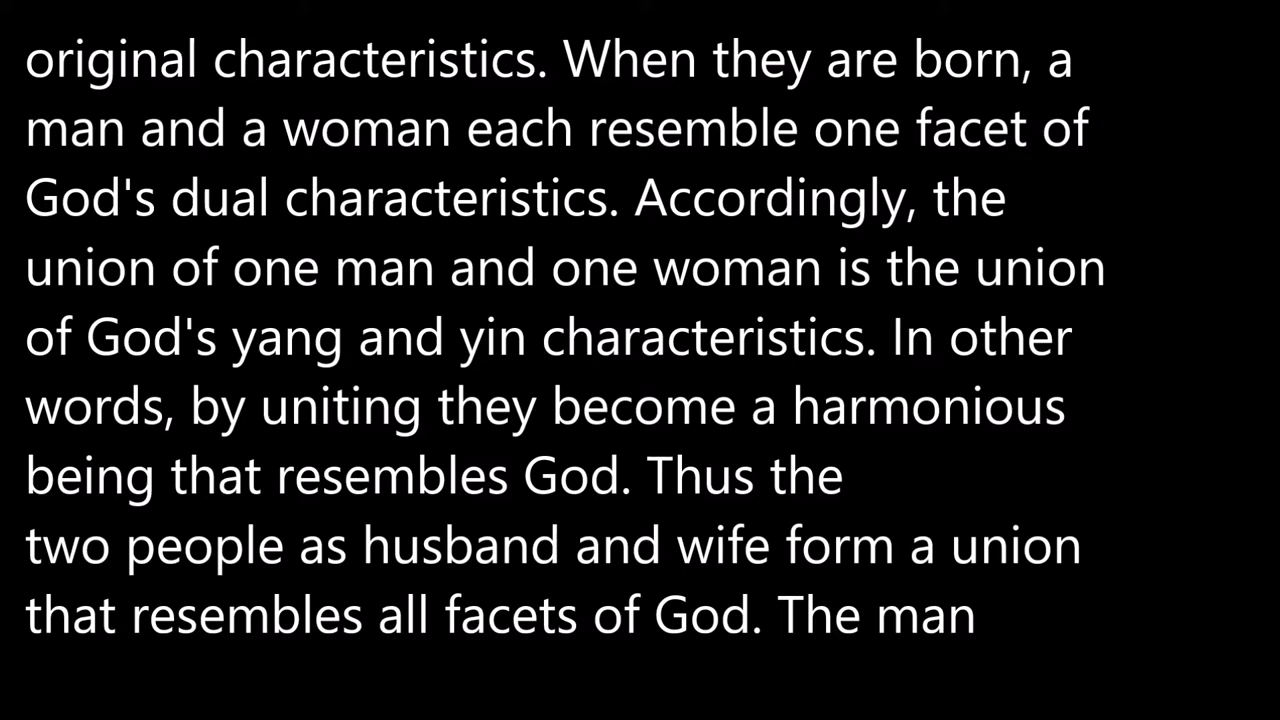 original characteristics. When they are born, a
man and a woman each resemble one facet of
God's dual characteristics. Accordingly, the
union of one man and one woman is the union
of God's yang and yin characteristics. In other
words, by uniting they become a harmonious
being that resembles God. Thus the
two people as husband and wife form a union
that resembles all facets of God. The man